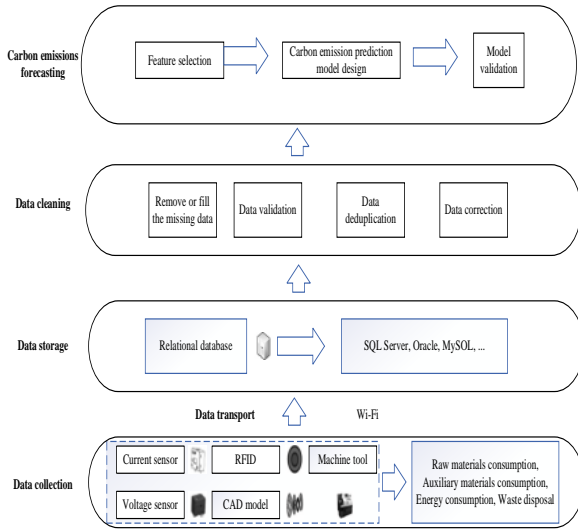 Carbon emissions
forecasting
Feature selection
Carbon emission prediction
model design
Model
validation
Data cleaning
Remove or fill
the missing data
Data validation
Data
deduplication
Data correction
Data storage
Relational database
SQL Server, Oracle, MySOL, ...
Data transport
Wi-Fi
Data collection
Current sensor
RFID
Machine tool
Voltage sensor
CAD model
Raw materials consumption,
Auxiliary materials consumption,
Energy consumption, Waste disposal